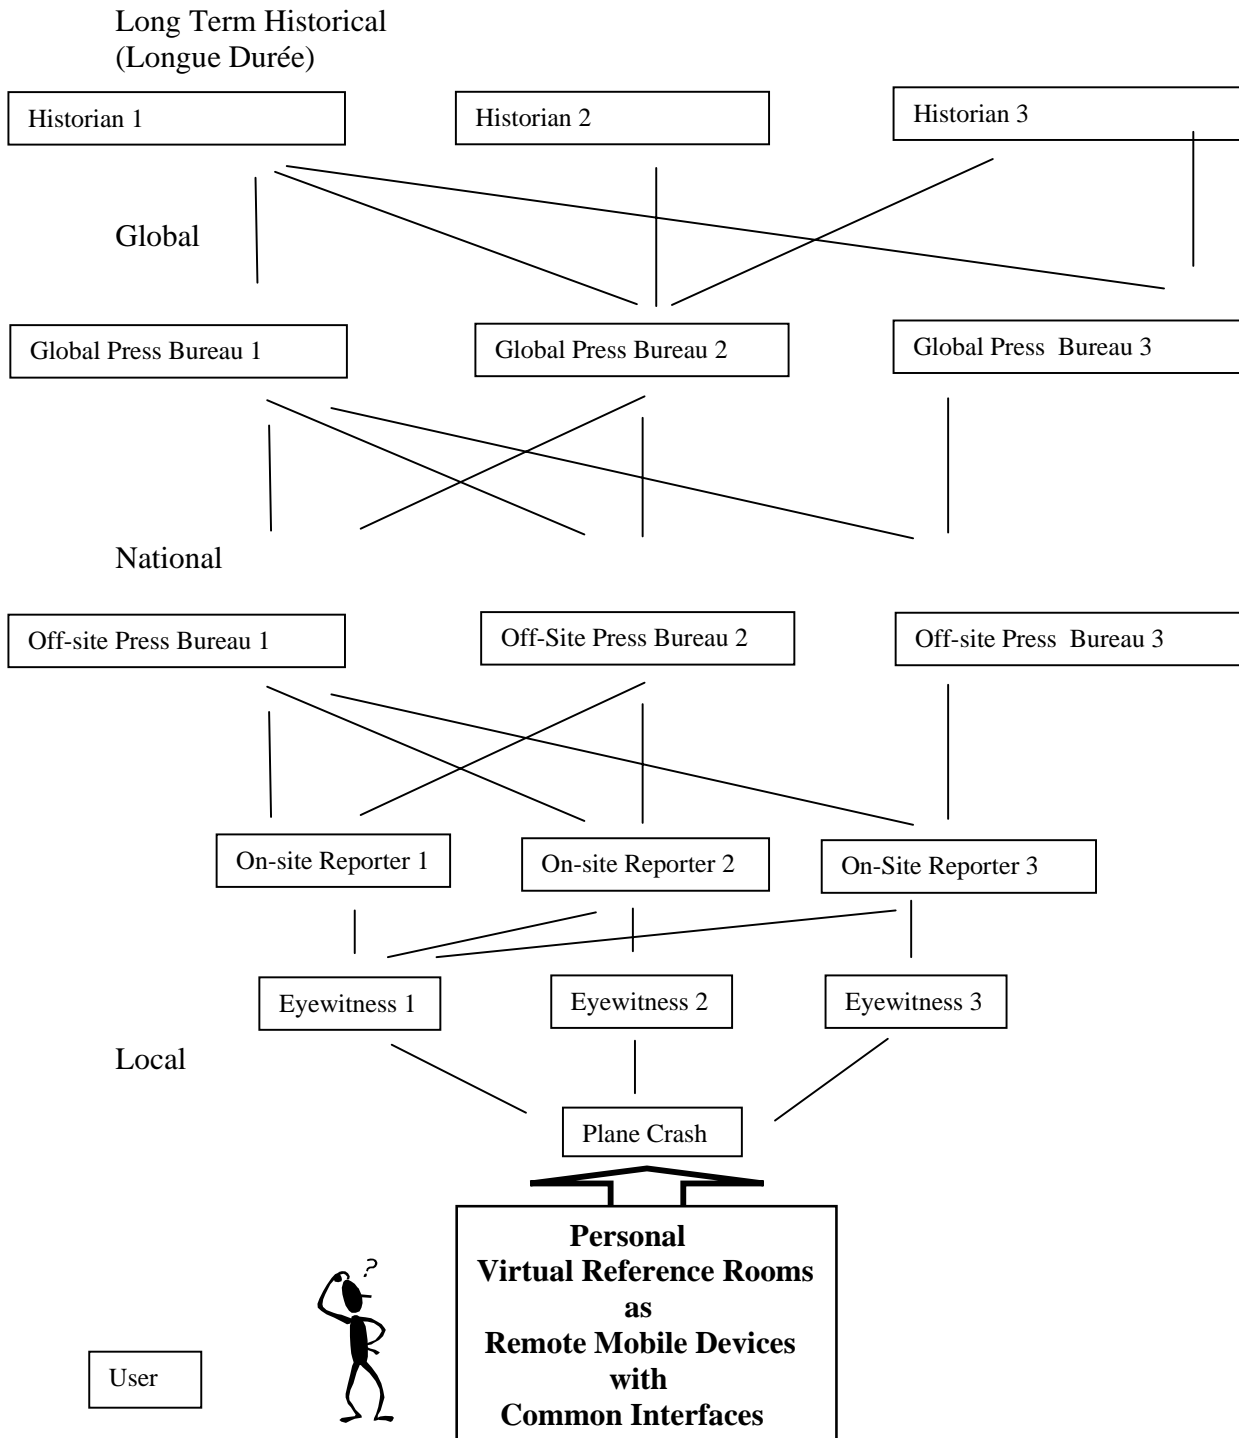 Long Term Historical
(Longue Durée)
Historian 1
Historian 2
Historian 3
Global
Global Press Bureau 1
Global Press Bureau 2
Global Press  Bureau 3
National
Off-site Press Bureau 1
Off-Site Press Bureau 2
Off-site Press  Bureau 3
On-site Reporter 1
On-site Reporter 2
On-Site Reporter 3
Eyewitness 1
Eyewitness 2
Eyewitness 3
Local
Plane Crash
?
Personal
Virtual Reference Rooms
as
Remote Mobile Devices
with
Common Interfaces
User